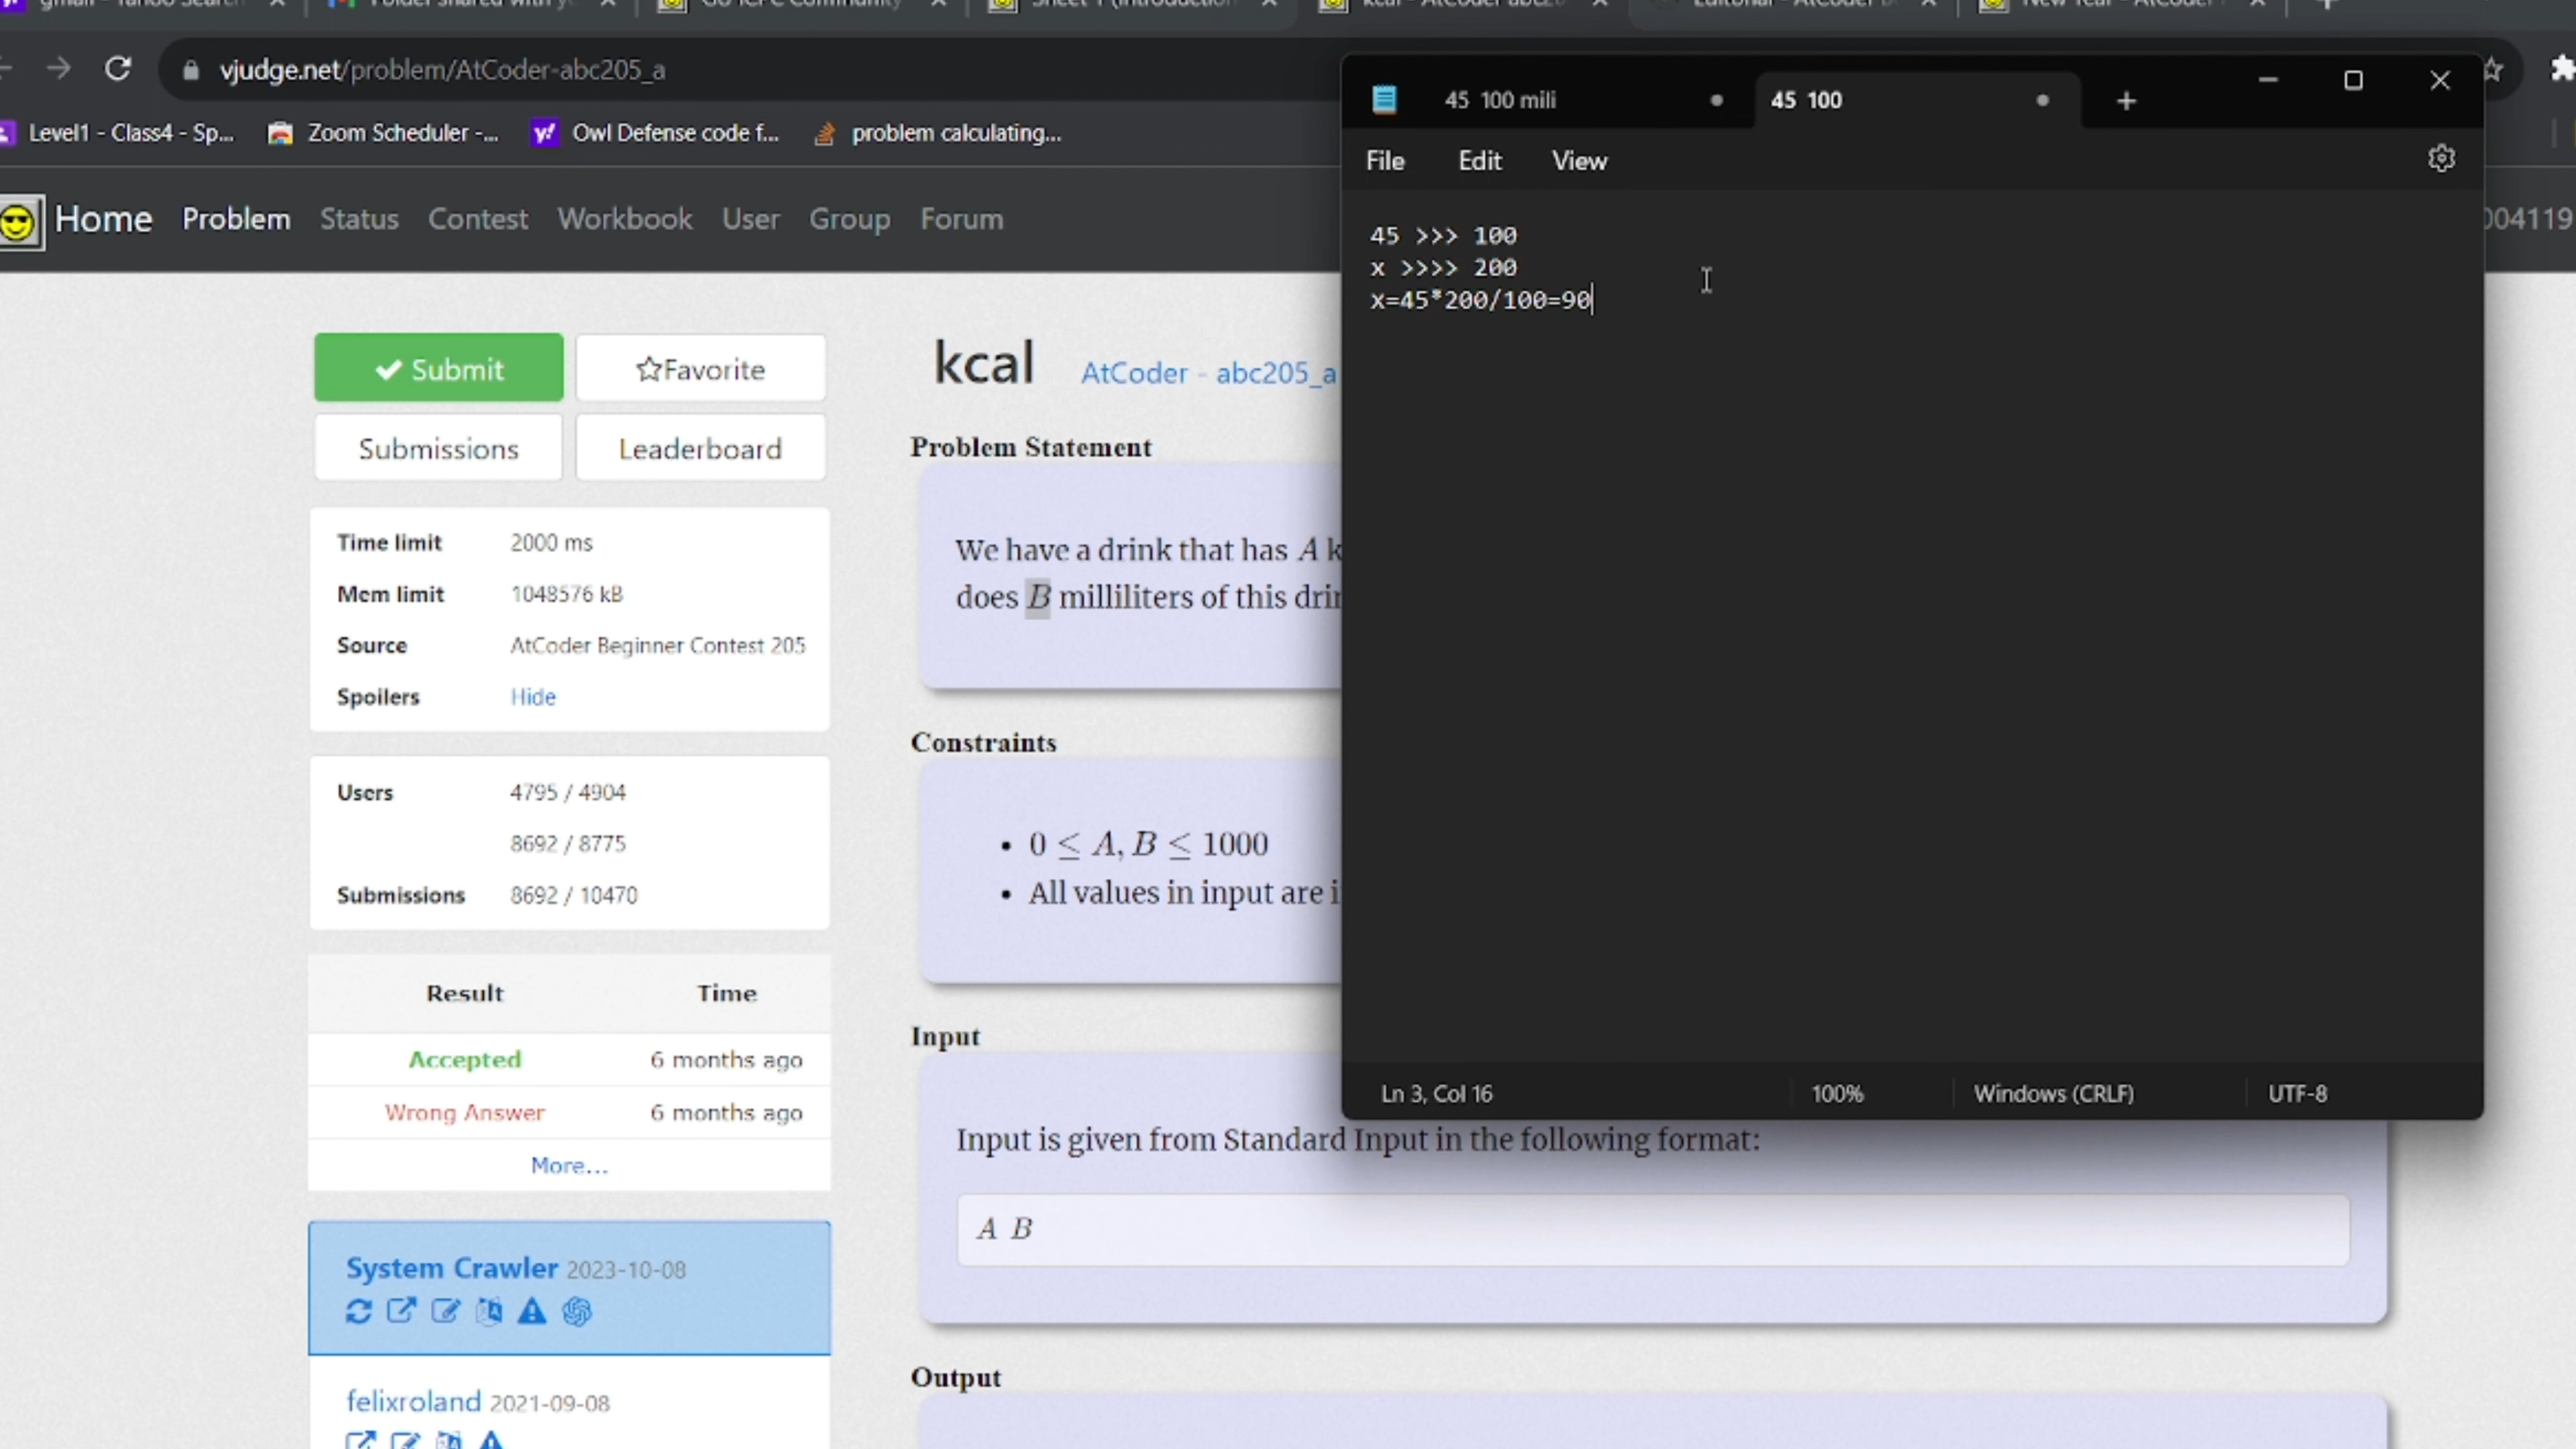 vjudge.net/problem/AtCoder-abc205_a
Level1 - Class4 - Sp...
Zoom Scheduler -...
Owl Defense code f...
problem calculating...
Home
Problem
Status
Contest
Workbook
User
Group
Forum
004119
45 100 mili
45 100
File
Edit
View
45 >>> 100
x >>>> 200
x=45*200/100=90
Ln 3, Col 16
100%
Windows (CRLF)
UTF-8
Submit
Favorite
Submissions
Leaderboard
Time limit 2000 ms
Mem limit 1048576 kB
Source AtCoder Beginner Contest 205
Spoilers Hide
Users 4795 / 4904
8692 / 8775
Submissions 8692 / 10470
Result Time
Accepted 6 months ago
Wrong Answer 6 months ago
More...
System Crawler 2023-10-08
felixroland 2021-09-08
kcal AtCoder - abc205_a
Problem Statement
We have a drink that has A k
does B milliliters of this
Constraints
• 0 ≤ A, B ≤ 1000
• All values in input are
Input
Input is given from Standard Input in the following format:
A B
Output